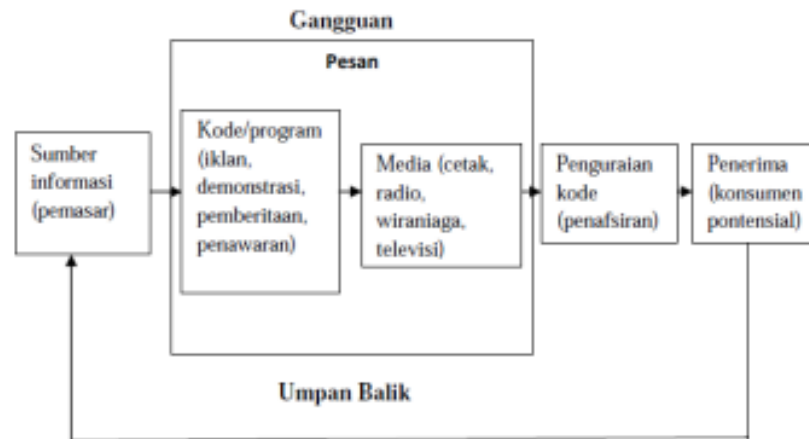 Gangguan
Pesan
Sumber
informasi
(pemasar)
Kode/program
(iklan,
demonstrasi,
pemberitaan,
penawaran)
Media (cetak,
radio,
wiraniaga,
televisi)
Penguraian
kode
(penafsiran)
Penerima
(konsumen
pontensial)
Umpan Balik